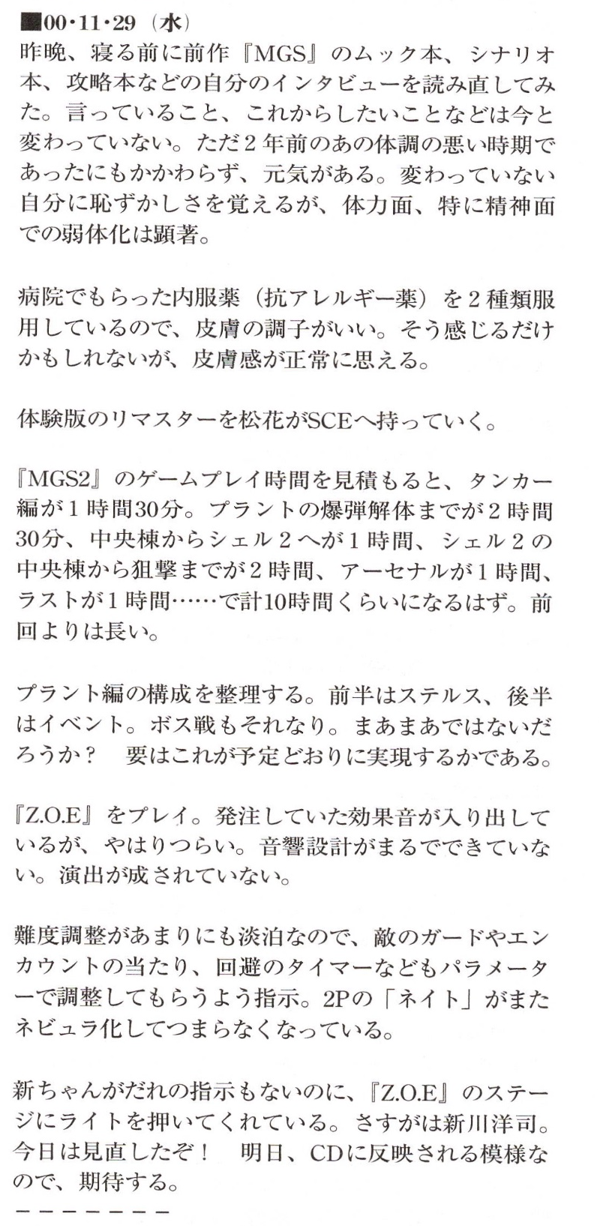 ■00・11・29（水）
昨晩、寝る前に前作『MGS』のムック本、シナリオ
本、攻略本などの自分のインタビューを読み直してみ
た。言っていること、これからしたいことなどは今と
変わっていない。ただ２年前のあの体調の悪い時期で
あったにもかかわらず、元気がある。変わっていない
自分に恥ずかしさを覚えるが、体力面、特に精神面
での弱体化は顕著。
病院でもらった内服薬（抗アレルギー薬）を２種類服
用しているので、皮膚の調子がいい。そう感じるだけ
かもしれないが、皮膚感が正常に思える。
体験版のリマスターを松花がSCEへ持っていく。
『MGS2』のゲームプレイ時間を見積もると、タンカー
編が１時間30分。プラントの爆弾解体までが２時間
30分、中央棟からシェル２へが１時間、シェル２の
中央棟から狙撃までが２時間、アーセナルが１時間、
ラストが１時間……で計10時間くらいになるはず。前
回よりは長い。
プラント編の構成を整理する。前半はステルス、後半
はイベント。ボス戦もそれなり。まあまあではないだ
ろうか？　要はこれが予定どおりに実現するかである。
『Z.O.E』をプレイ。発注していた効果音が入り出して
いるが、やはりつらい。音響設計がまるでできていな
い。演出が成されていない。
難度調整があまりにも淡泊なので、敵のガードやエン
カウントの当たり、回避のタイマーなどもパラメータ
ーで調整してもらうよう指示。2Pの「ネイト」がまた
ネビュラ化してつまらなくなっている。
新ちゃんがだれの指示もないのに、『Z.O.E』のステー
ジにライトを押いてくれている。さすがは新川洋司。
今日は見直したぞ！　明日、CDに反映される模様な
ので、期待する。
－－－－－－－